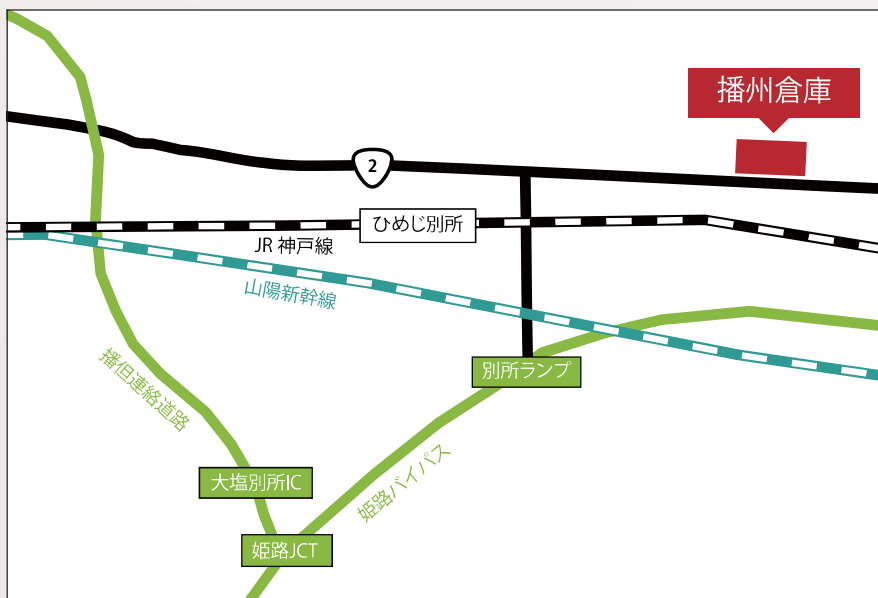 播州倉庫
2
ひめじ別所
JR 神戸線
山陽新幹線
播但連絡道路
別所ランプ
姫路バイパス
大塩別所IC
姫路JCT